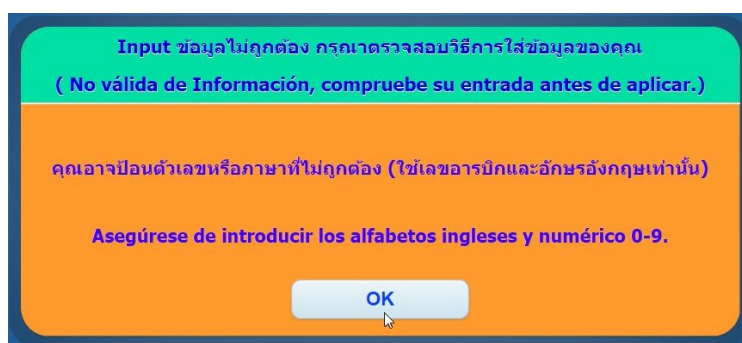 Input ข้อมูลไม่ถูกต้อง กรุณาตรวจสอบวิธีการใส่ข้อมูลของคุณ
( No válida de Información, compruebe su entrada antes de aplicar.)
คุณอาจป้อนตัวเลขหรือภาษาที่ไม่ถูกต้อง (ใช้เลขอารบิกและอักษรอังกฤษเท่านั้น)
Asegúrese de introducir los alfabetos ingleses y numérico 0-9.
OK